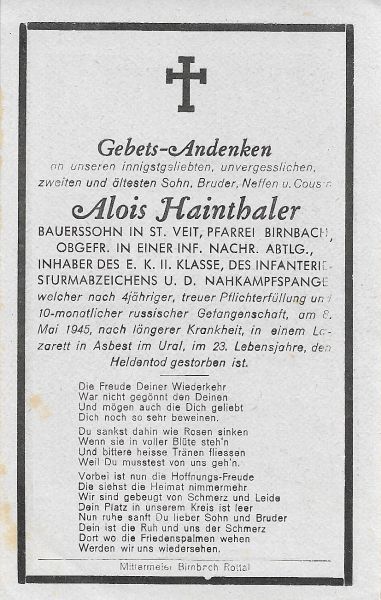 Gebets-Andenken
an unseren innigstgeliebten, unvergesslichen,
zweiten und ältesten Sohn, Bruder, Neffen u. Cousin
Alois Hainthaler
BAUERSSOHN IN ST. VEIT, PFARREI BIRNBACH,
OBGEFR. IN EINER INF. NACHR. ABTLG.,
INHABER DES E. K. II. KLASSE, DES INFANTERIE-
STURMABZEICHENS U. D. NAHKAMPFSPANGE
welcher nach 4jähriger, treuer Pflichterfüllung und
10-monatlicher russischer Gefangenschaft, am 8.
Mai 1945, nach längerer Krankheit, in einem La-
zarett in Asbest im Ural, im 23. Lebensjahre, den
Heldentod gestorben ist.
Die Freude Deiner Wiederkehr
War nicht gegönnt den Deinen
Und mögen auch die Dich geliebt
Dich noch so sehr beweinen.
Du sankst dahin wie Rosen sinken
Wenn sie in voller Blüte steh'n
Und bittere heisse Tränen fliessen
Weil Du musstest von uns geh'n.
Vorbei ist nun die Hoffnungs-Freude
Die siehst die Heimat nimmermehr
Wir sind gebeugt von Schmerz und Leide
Dein Platz in unserem Kreis ist leer
Nun ruhe sanft Du lieber Sohn und Bruder
Dein ist die Ruh und uns der Schmerz
Dort wo die Friedenspalmen wehen
Werden wir uns wiedersehen.
Mittermeier Birnbach Rottal